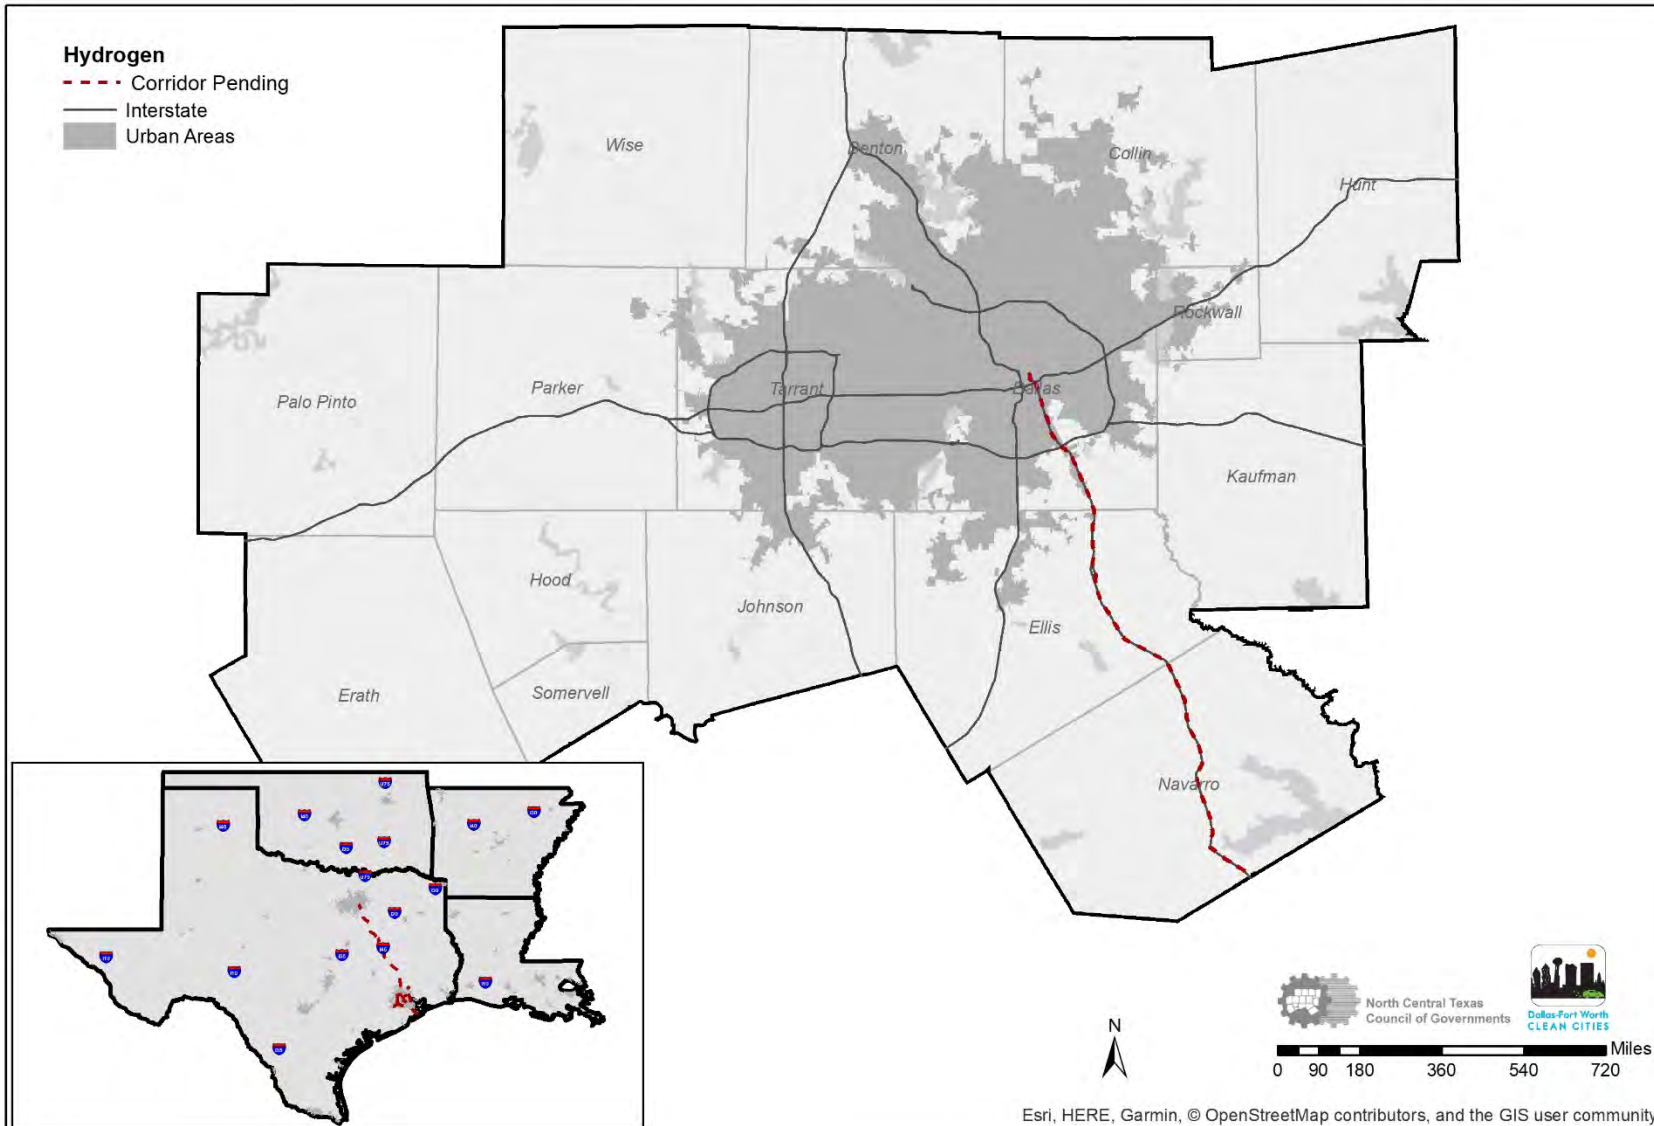 Hydrogen
Corridor Pending
Interstate
Urban Areas
Wise
Denton
Collin
Hunt
Rockwall
Palo Pinto
Parker
Tarrant
Dallas
Kaufman
Hood
Johnson
Ellis
Erath
Somervell
Navarro
North Central Texas
Council of Governments
Dallas-Fort Worth
CLEAN CITIES
N
Miles
0 90 180 360 540 720
Esri, HERE, Garmin, © OpenStreetMap contributors, and the GIS user community